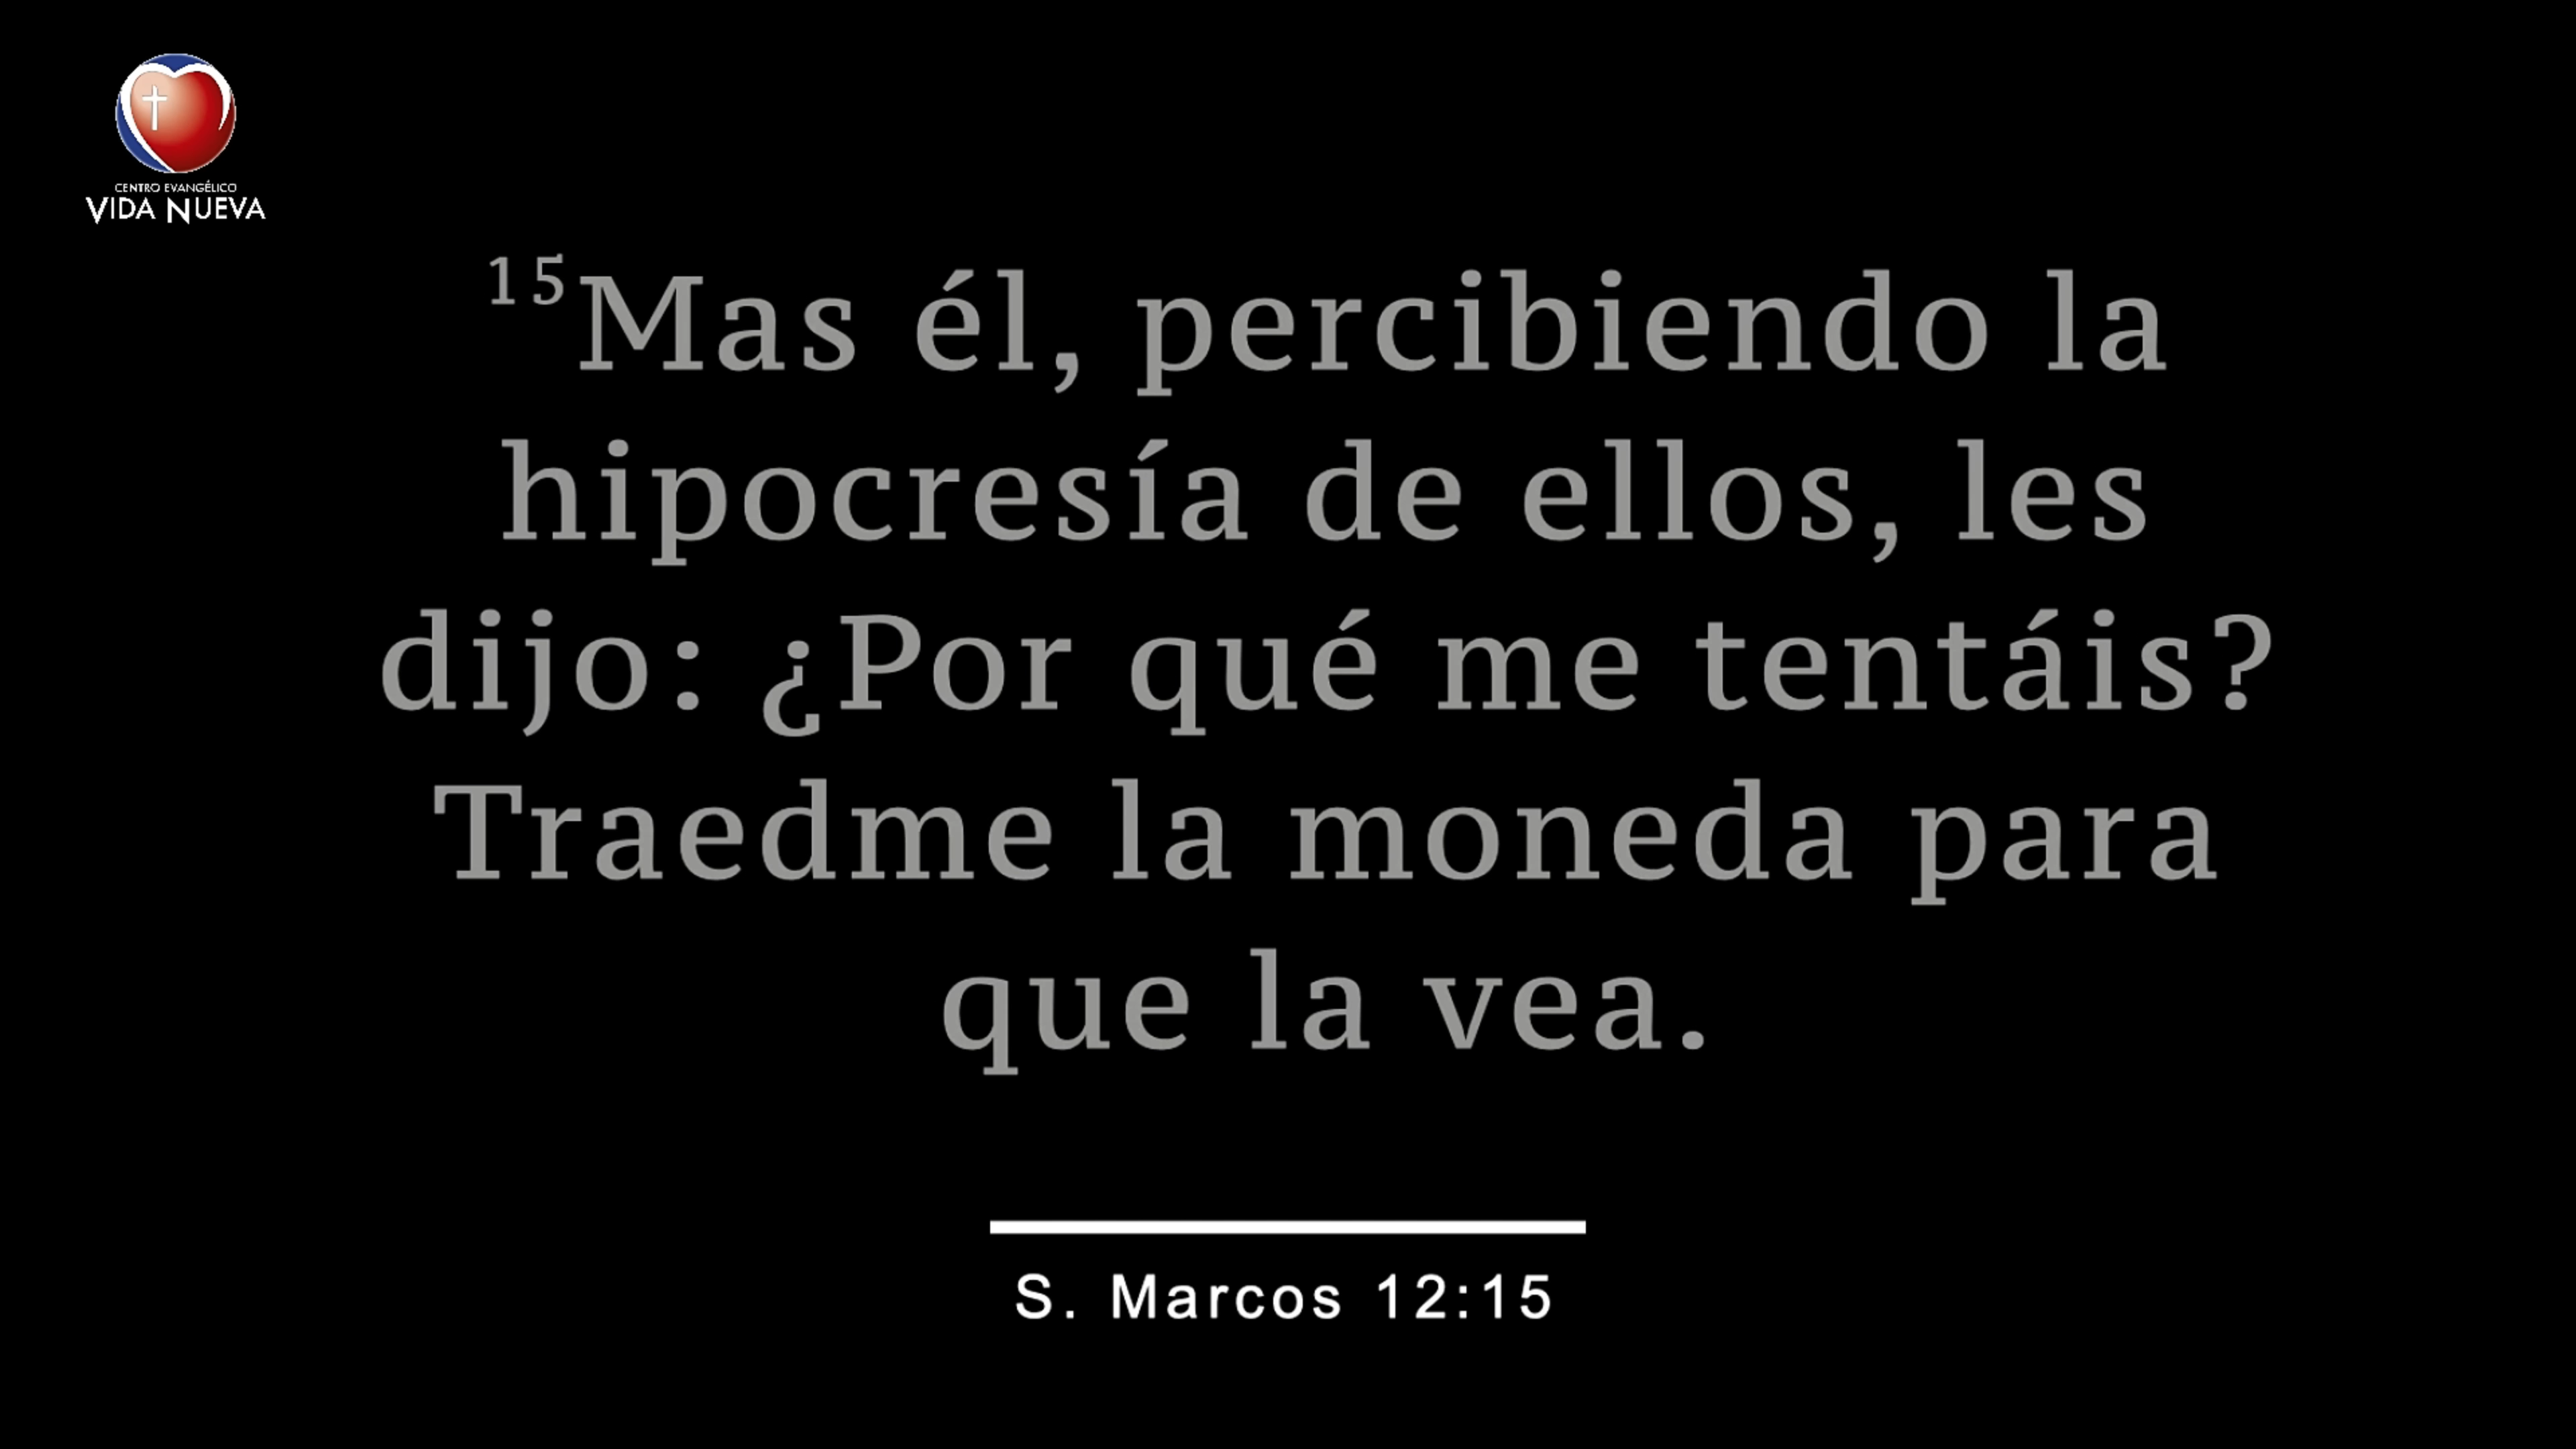 CENTRO EVANGÉLICO
VIDA NUEVA
¹⁵Mas él, percibiendo la
hipocresía de ellos, les
dijo: ¿Por qué me tentáis?
Traedme la moneda para
que la vea.
S. Marcos 12:15